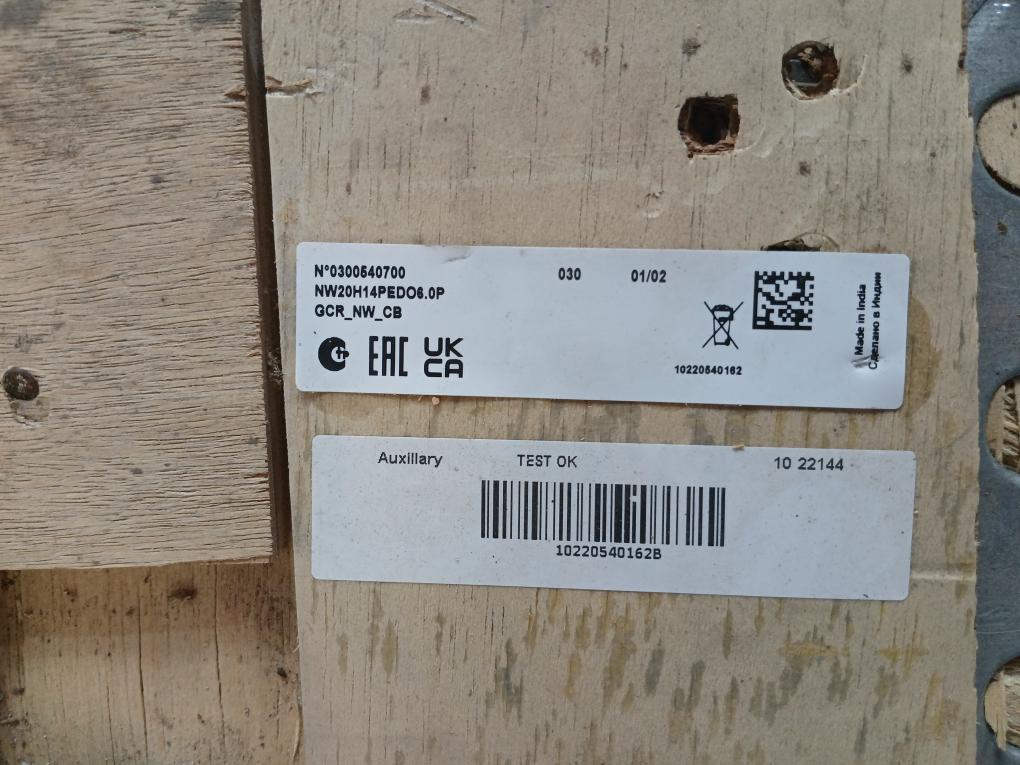 N°0300540700 030 01/02
NW20H14PEDO6.0P
GCR_NW_CB
EAC UK CA
10220540162
Made in India
Сделано в Индии
Auxillary TEST OK 10 22144
10220540162B